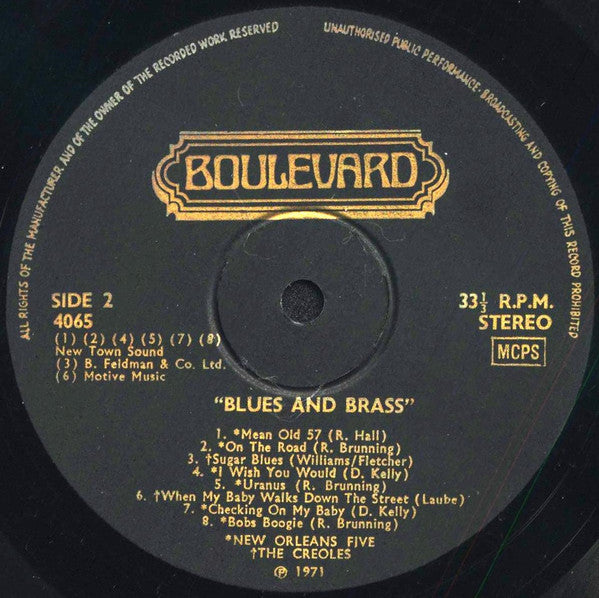 ALL RIGHTS OF THE MANUFACTURER AND OF THE OWNER OF THE RECORDED WORK RESERVED
UNAUTHORISED PUBLIC PERFORMANCE, BROADCASTING AND COPYING OF THIS RECORD PROHIBITED
BOULEVARD
SIDE 2
4065
(1) (2) (4) (5) (7) (8)
New Town Sound
(3) B. Feldman & Co. Ltd.
(6) Motive Music
33⅓ R.P.M.
STEREO
MCPS
"BLUES AND BRASS"
1. *Mean Old 57 (R. Hall)
2. *On The Road (R. Brunning)
3. †Sugar Blues (Williams/Fletcher)
4. *I Wish You Would (D. Kelly)
5. *Uranus (R. Brunning)
6. †When My Baby Walks Down The Street (Laube)
7. *Checking On My Baby (D. Kelly)
8. *Bobs Boogie (R. Brunning)
*NEW ORLEANS FIVE
†THE CREOLES
℗ 1971